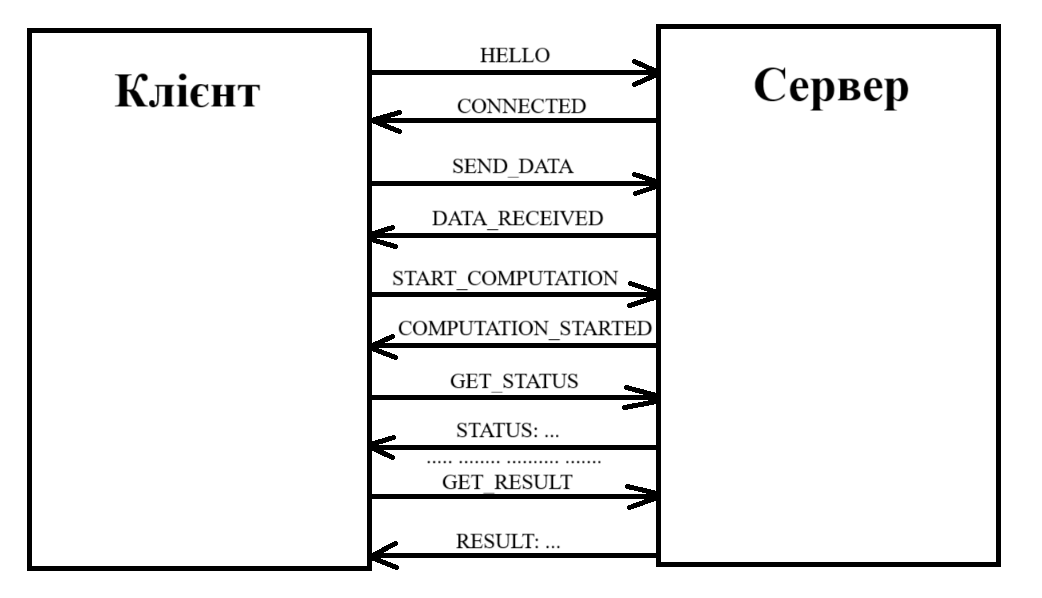 Клієнт
Сервер
HELLO
CONNECTED
SEND_DATA
DATA_RECEIVED
START_COMPUTATION
COMPUTATION_STARTED
GET_STATUS
STATUS: ...
..... ........ .......... .......
GET_RESULT
RESULT: ...